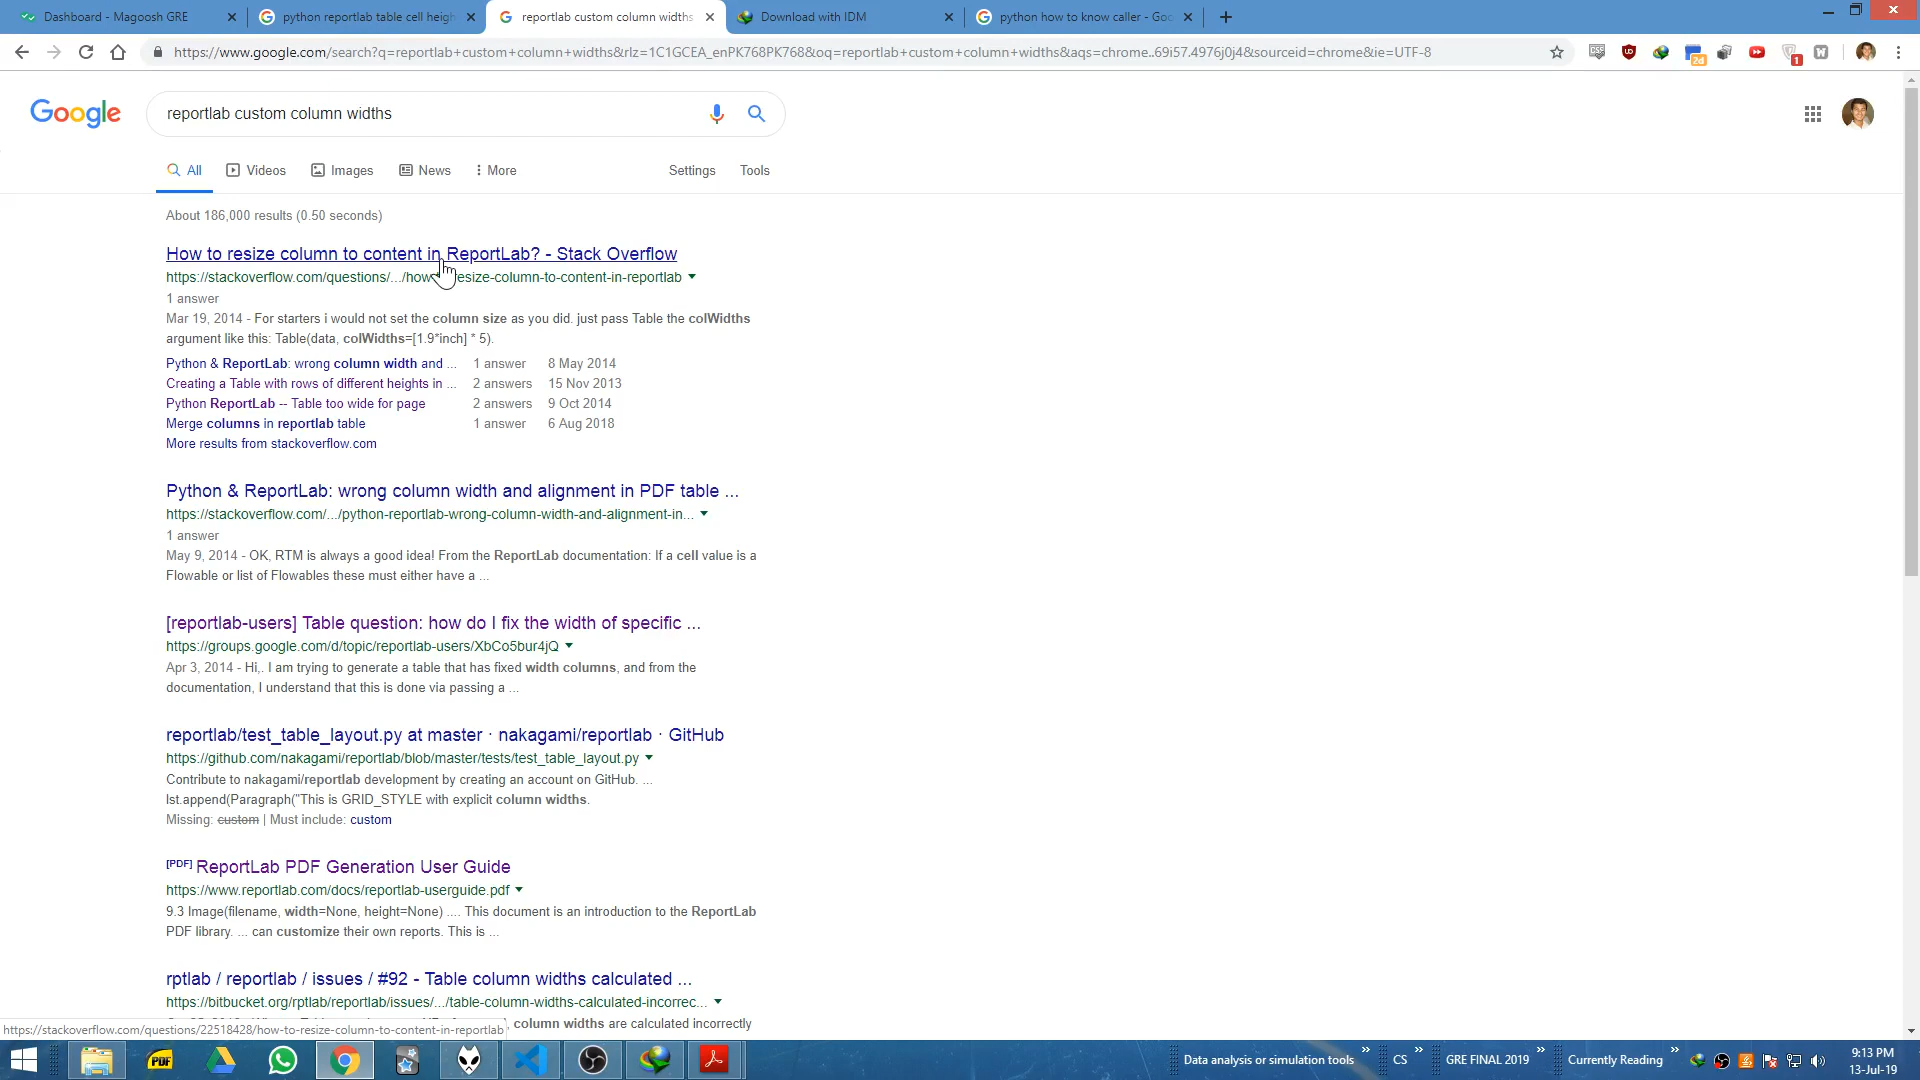 Dashboard - Magoosh GRE
python reportlab table cell heigh
reportlab custom column widths
Download with IDM
python how to know caller - Goo
https://www.google.com/search?q=reportlab+custom+column+widths&rlz=1C1GCEA_enPK768PK768&oq=reportlab+custom+column+widths&aqs=chrome..69i57.4976j0j4&sourceid=chrome&ie=UTF-8
2d
1
Google
reportlab custom column widths
All
Videos
Images
News
More
Settings
Tools
About 186,000 results (0.50 seconds)
How to resize column to content in ReportLab? - Stack Overflow
https://stackoverflow.com/questions/.../how resize-column-to-content-in-reportlab
1 answer
Mar 19, 2014 - For starters i would not set the column size as you did. just pass Table the colWidths
argument like this: Table(data, colWidths=[1.9*inch] * 5).
Python & ReportLab: wrong column width and ... 1 answer 8 May 2014
Creating a Table with rows of different heights in ... 2 answers 15 Nov 2013
Python ReportLab -- Table too wide for page 2 answers 9 Oct 2014
Merge columns in reportlab table 1 answer 6 Aug 2018
More results from stackoverflow.com
Python & ReportLab: wrong column width and alignment in PDF table ...
https://stackoverflow.com/.../python-reportlab-wrong-column-width-and-alignment-in...
1 answer
May 9, 2014 - OK, RTM is always a good idea! From the ReportLab documentation: If a cell value is a
Flowable or list of Flowables these must either have a ...
[reportlab-users] Table question: how do I fix the width of specific ...
https://groups.google.com/d/topic/reportlab-users/XbCo5bur4jQ
Apr 3, 2014 - Hi,. I am trying to generate a table that has fixed width columns, and from the
documentation, I understand that this is done via passing a ...
reportlab/test_table_layout.py at master · nakagami/reportlab · GitHub
https://github.com/nakagami/reportlab/blob/master/tests/test_table_layout.py
Contribute to nakagami/reportlab development by creating an account on GitHub. ...
lst.append(Paragraph("This is GRID_STYLE with explicit column widths.
Missing: custom | Must include: custom
[PDF] ReportLab PDF Generation User Guide
https://www.reportlab.com/docs/reportlab-userguide.pdf
9.3 Image(filename, width=None, height=None) .... This document is an introduction to the ReportLab
PDF library. ... can customize their own reports. This is ...
rptlab / reportlab / issues / #92 - Table column widths calculated ...
https://bitbucket.org/rptlab/reportlab/issues/.../table-column-widths-calculated-incorrec...
, column widths are calculated incorrectly
https://stackoverflow.com/questions/22518428/how-to-resize-column-to-content-in-reportlab
PDF
Data analysis or simulation tools
CS
GRE FINAL 2019
Currently Reading
9:13 PM
13-Jul-19